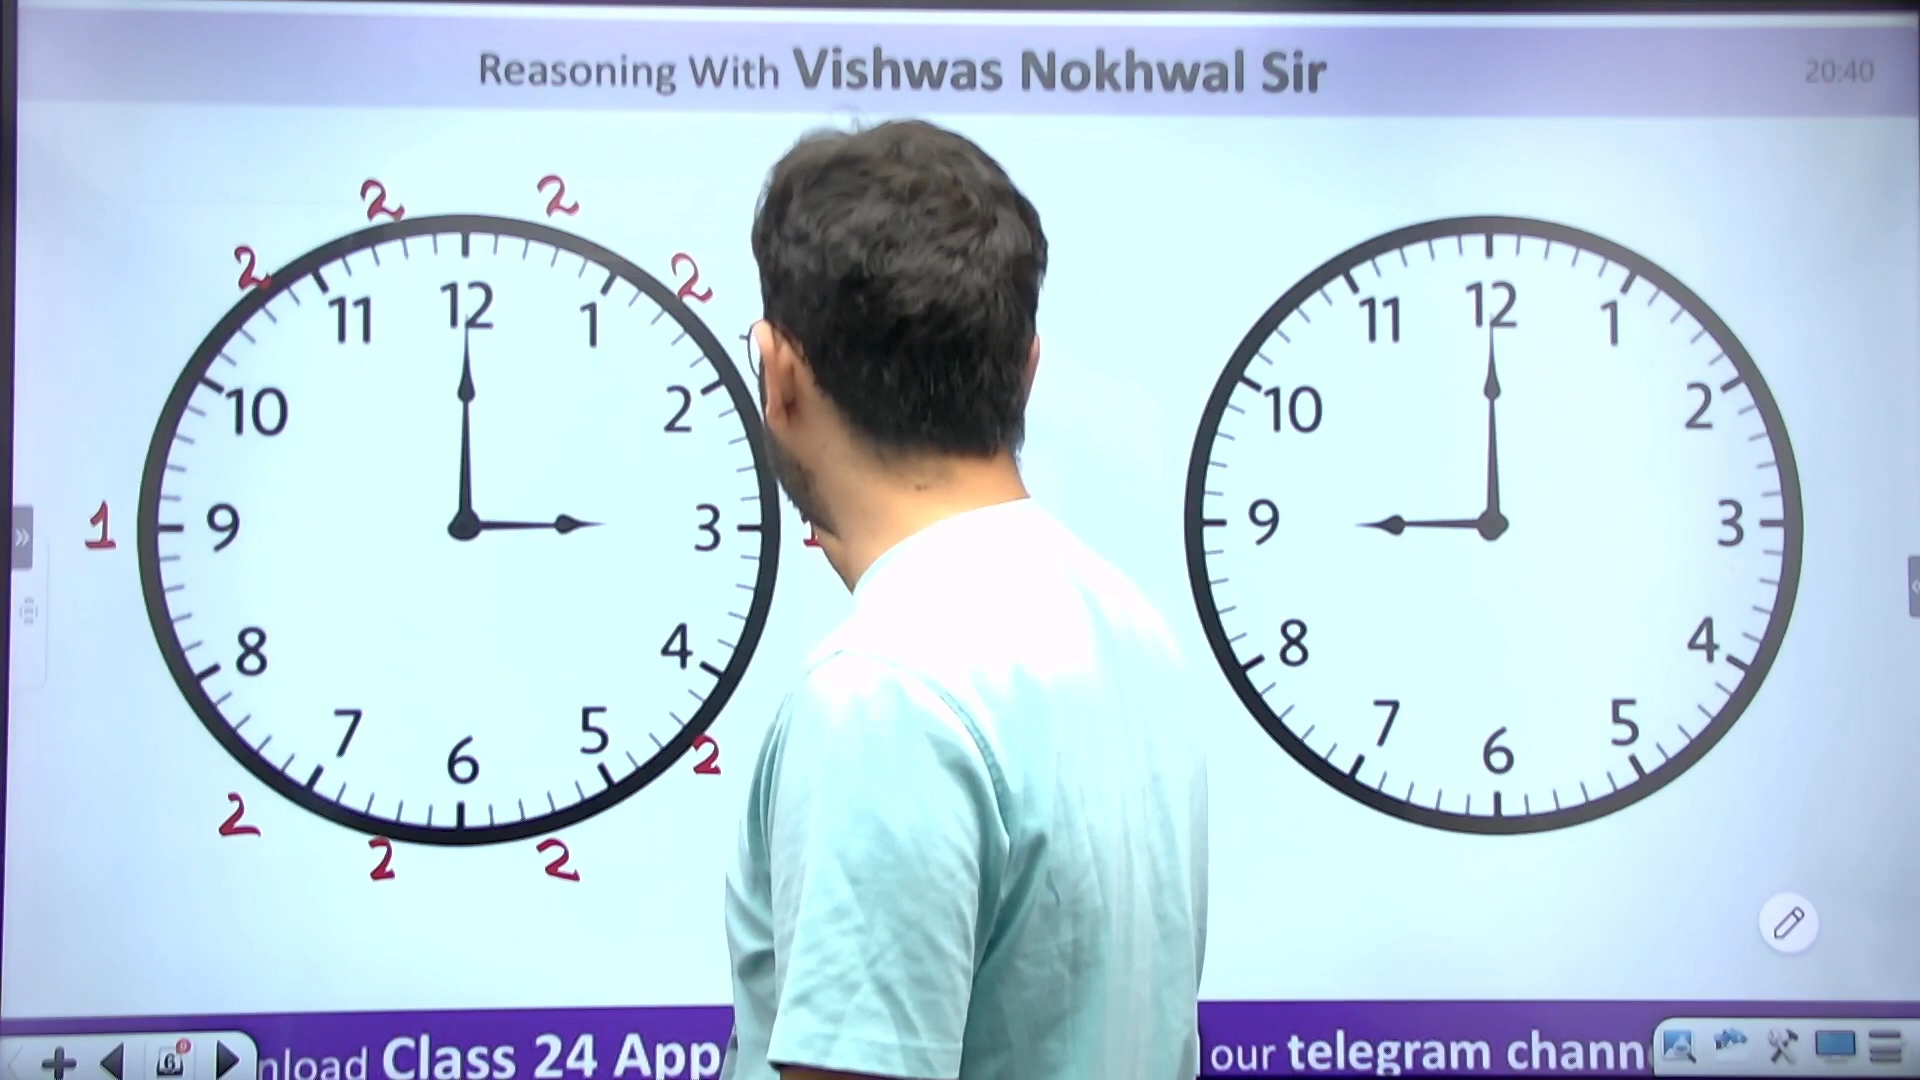 Reasoning With Vishwas Nokhwal Sir
20:40
2 2
2 2
11 12 1
10 2
1 9 3
8 4
7 6 5
2 2
2 2
11 12 1
10 2
9 3
8 4
7 6 5
6
nload Class 24 App
our telegram chann